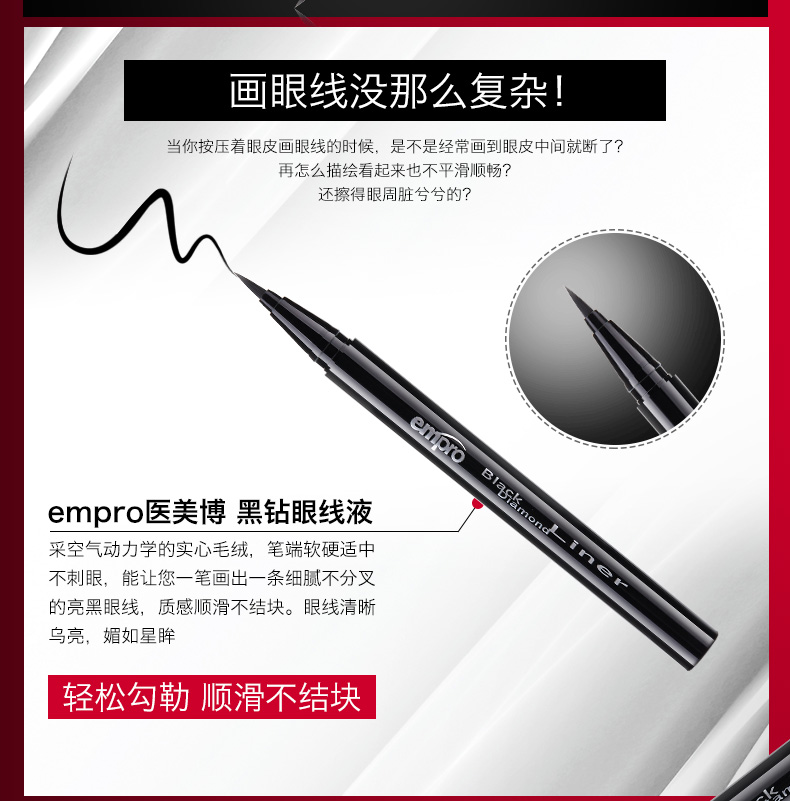 画眼线没那么复杂!
当你按压着眼皮画眼线的时候，是不是经常画到眼皮中间就断了?
再怎么描绘看起来也不平滑顺畅?
还擦得眼周脏兮兮的?
empro
Black
Diamond
Liner
empro医美博 黑钻眼线液
采空气动力学的实心毛绒，笔端软硬适中
不刺眼，能让您一笔画出一条细腻不分叉
的亮黑眼线，质感顺滑不结块。眼线清晰
乌亮，媚如星眸
轻松勾勒 顺滑不结块